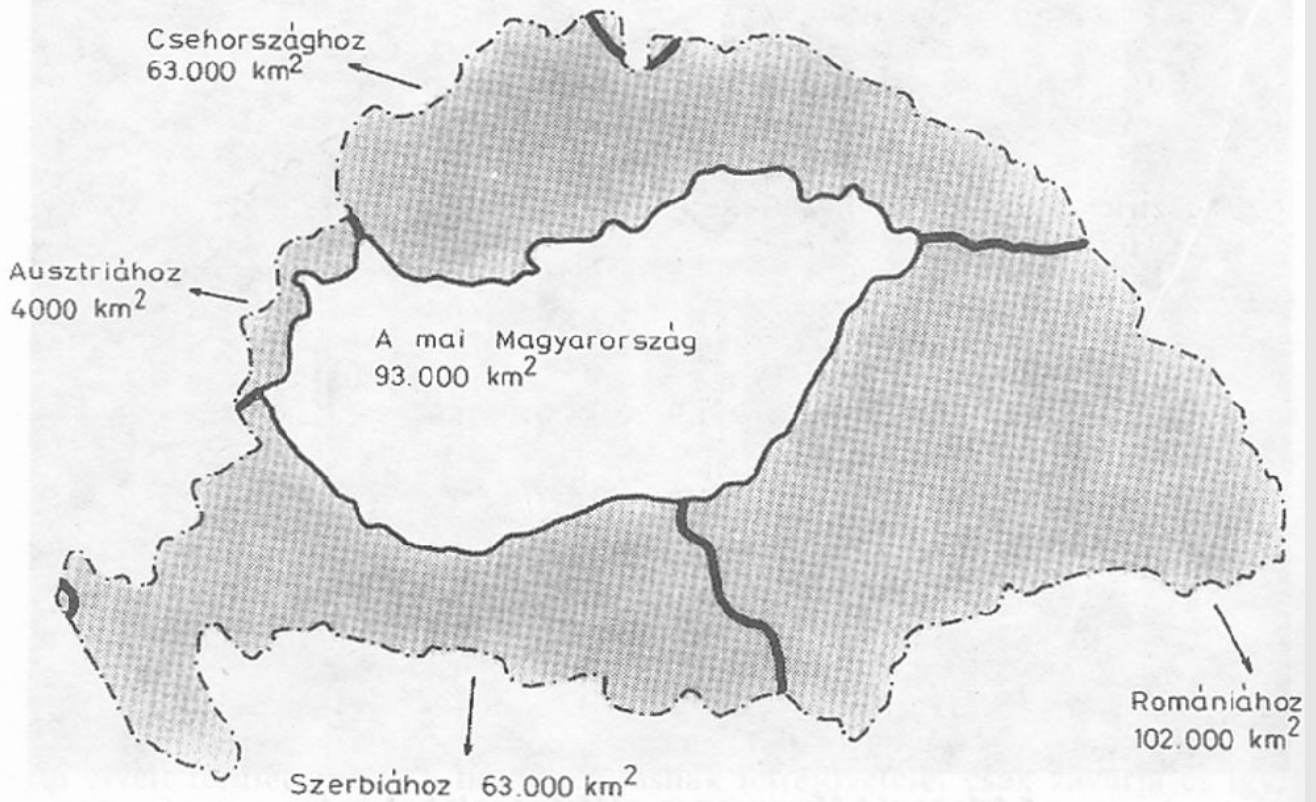 Csehországhoz
63.000 km²
Ausztriához
4000 km²
A mai Magyarország
93.000 km²
Romániához
102.000 km²
Szerbiához 63.000 km²